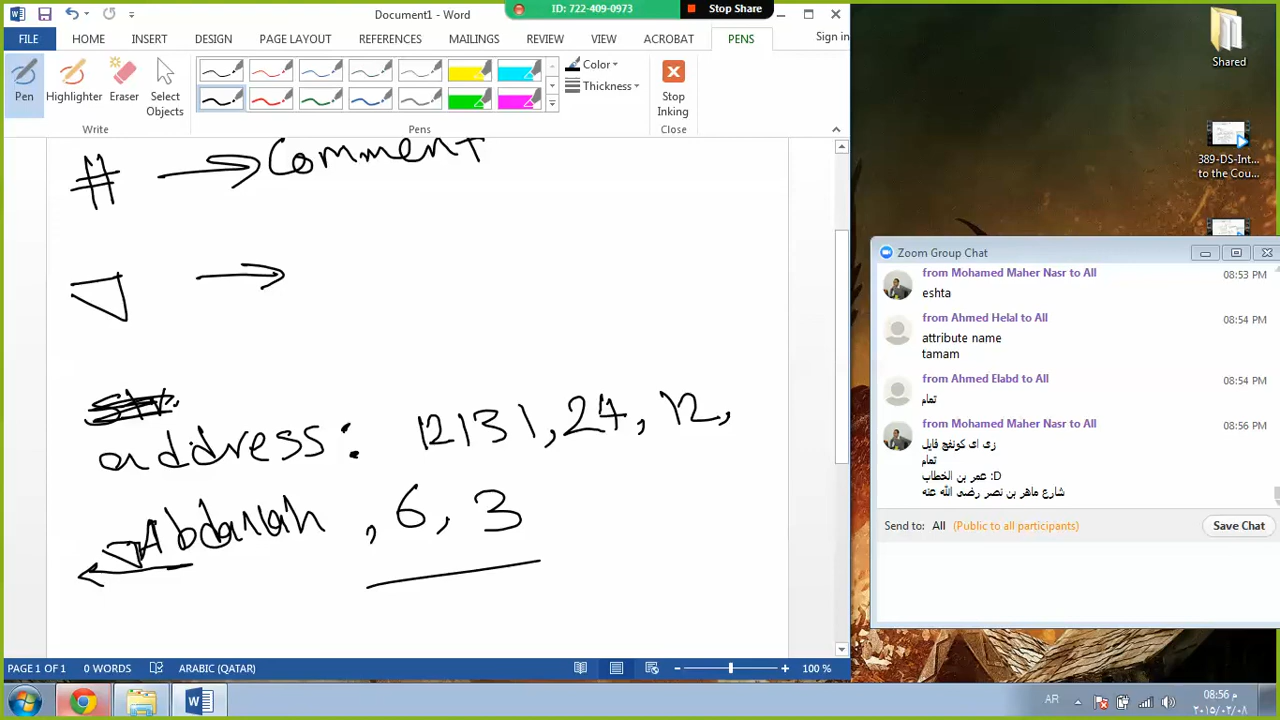 Document1 - Word
ID: 722-409-0973
Stop Share
FILE
HOME
INSERT
DESIGN
PAGE LAYOUT
REFERENCES
MAILINGS
REVIEW
VIEW
ACROBAT
PENS
Sign in
Pen
Highlighter
Eraser
Select Objects
Color
Thickness
Stop Inking
Write
Pens
Close
# Comment
address: 12131, 24, 12,
Abdallah, 6, 3
PAGE 1 OF 1
0 WORDS
ARABIC (QATAR)
100 %
Shared
389-DS-Int...
to the Cou...
Zoom Group Chat
from Mohamed Maher Nasr to All 08:53 PM
eshta
from Ahmed Helal to All 08:54 PM
attribute name
tamam
from Ahmed Elabd to All 08:54 PM
تمام
from Mohamed Maher Nasr to All 08:56 PM
زى اى كونفج فايل
تمام
عمر بن الخطاب :D
شارع ماهر بن نصر رضى الله عنه
Send to: All (Public to all participants)
Save Chat
AR
08:56 م
٢٠١٥/٠٢/٠٨